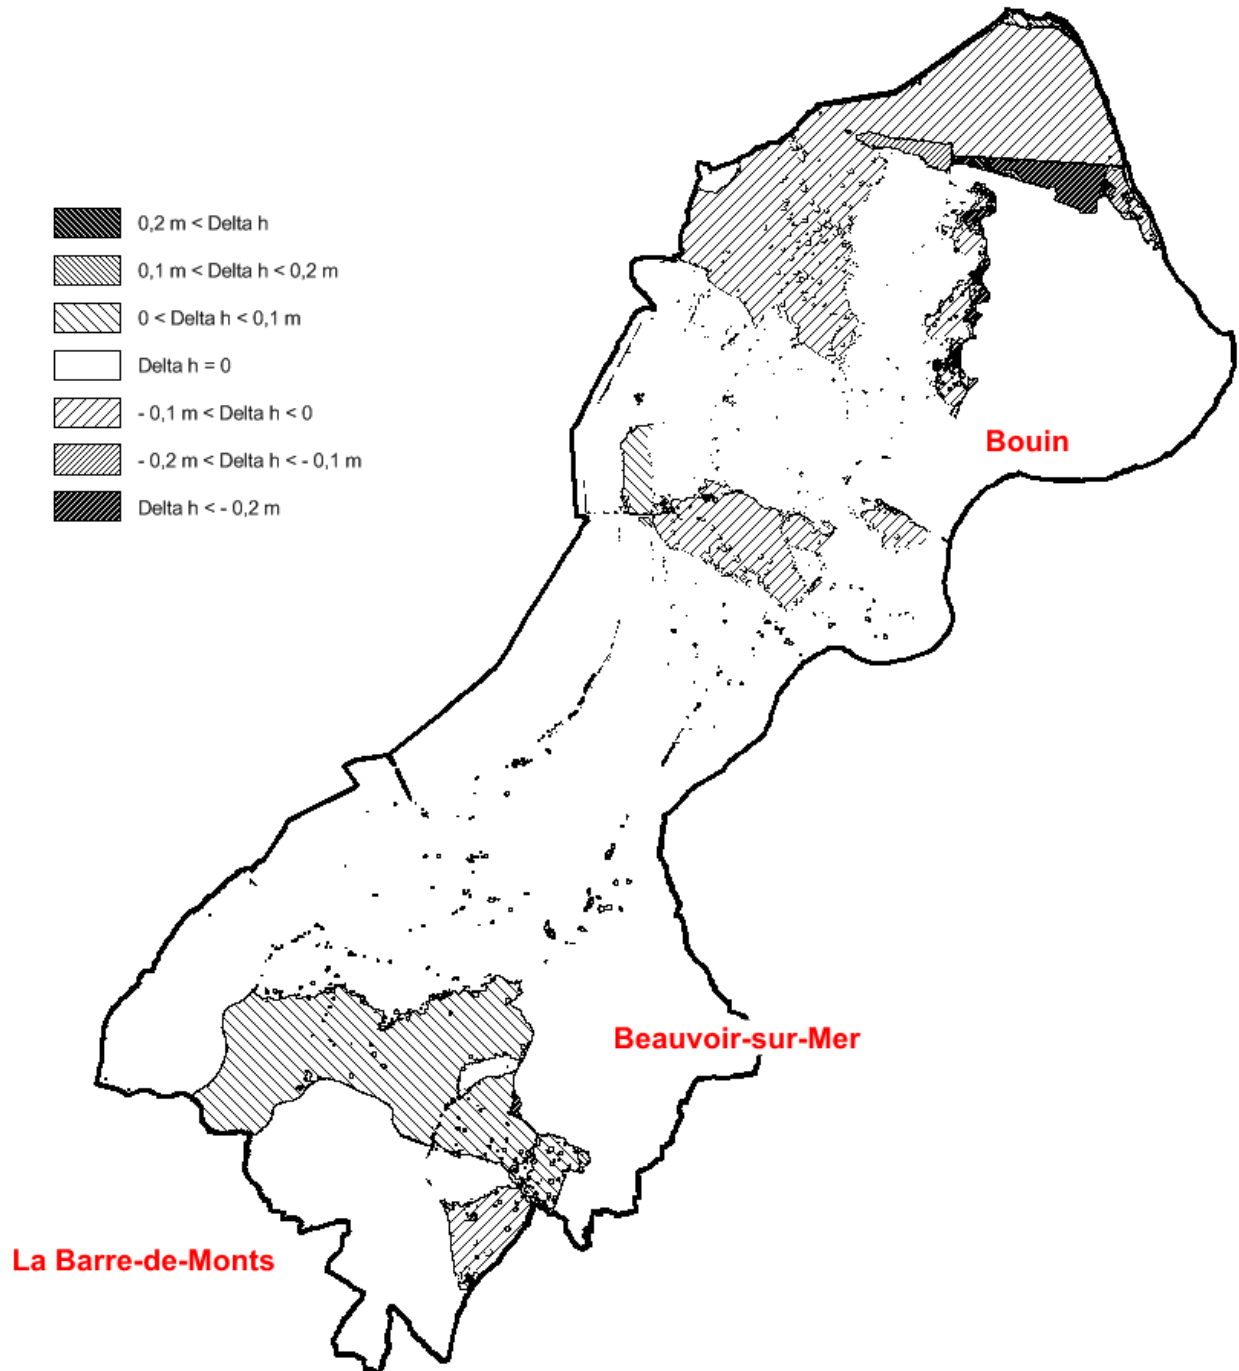 0,2 m < Delta h
0,1 m < Delta h < 0,2 m
0 < Delta h < 0,1 m
Delta h = 0
- 0,1 m < Delta h < 0
- 0,2 m < Delta h < - 0,1 m
Delta h < - 0,2 m
Bouin
Beauvoir-sur-Mer
La Barre-de-Monts